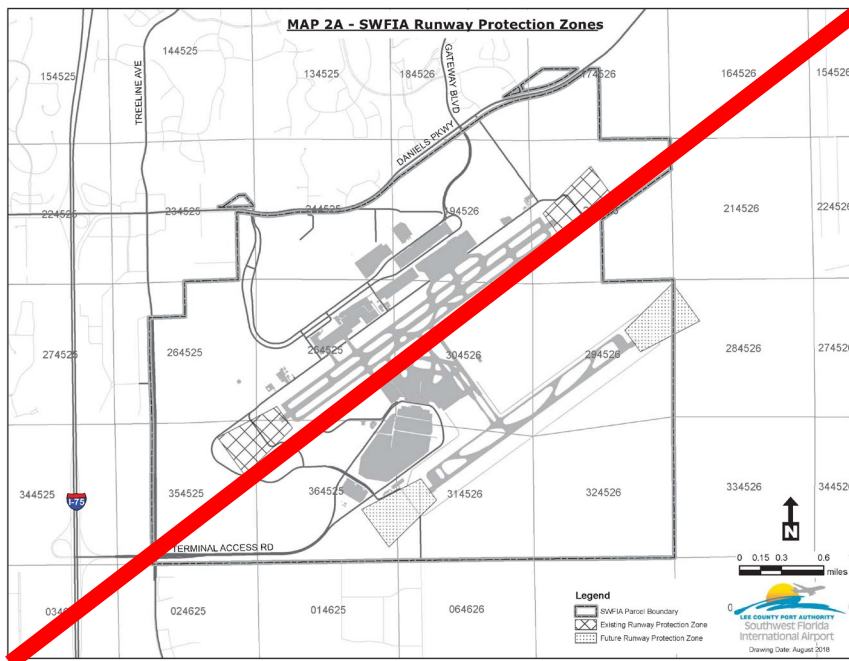 MAP 2A - SWFIA Runway Protection Zones
144525
154525
134525
184526
174526
164526
154526
TREELINE AVE
GATEWAY BLVD
DANIELS PKWY
224525
234525
244525
194526
214526
224526
274525
264525
254525
304526
294526
284526
274526
344525
I-75
354525
364525
314526
324526
334526
344526
N
TERMINAL ACCESS RD
0 0.15 0.3 0.6
miles
024625
014625
064626
Legend
SWFIA Parcel Boundary
Existing Runway Protection Zone
Future Runway Protection Zone
LEE COUNTY PORT AUTHORITY
Southwest Florida
International Airport
Drawing Date: August 2018